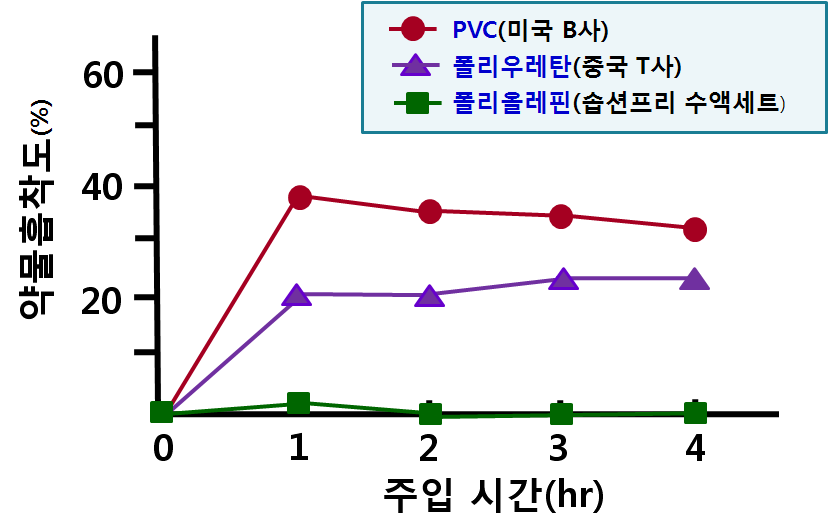 PVC(미국 B사)
폴리우레탄(중국 T사)
폴리올레핀(솝션프리 수액세트)
약물흡착도(%)
60
40
20
0 1 2 3 4
주입 시간(hr)